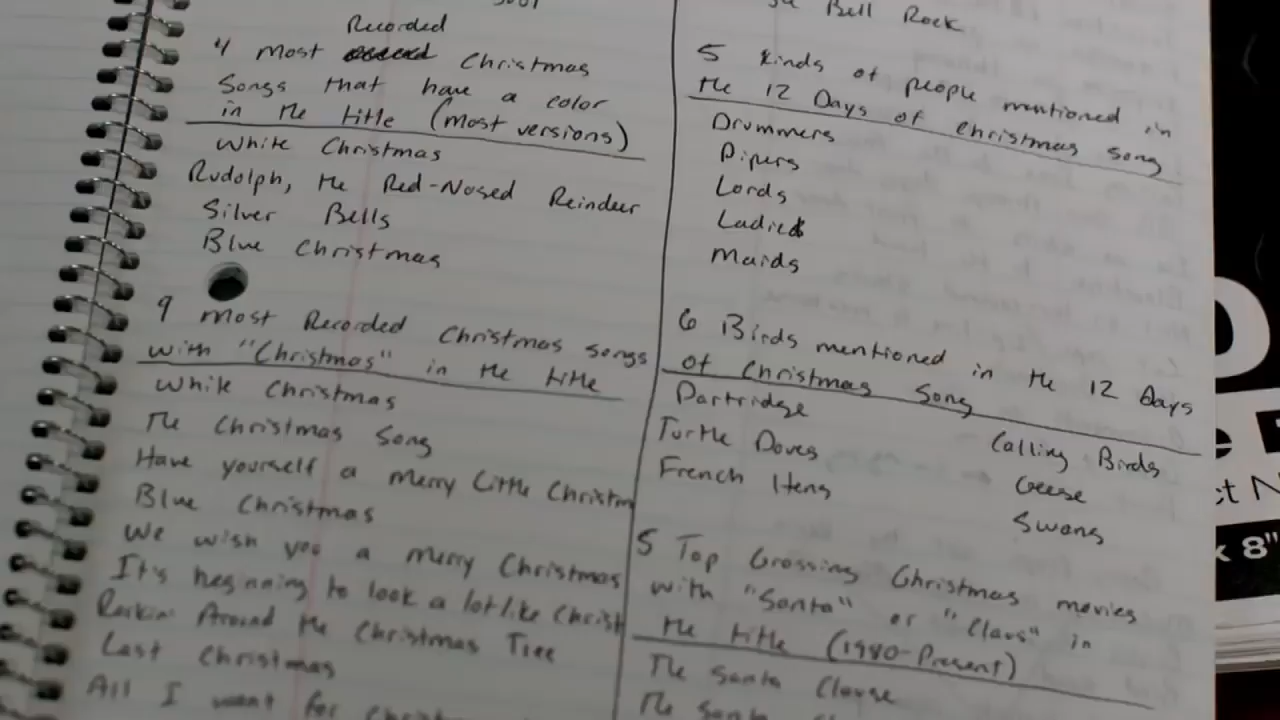 Recorded
4 most Christmas
Songs that have a color
in the title (most versions)
White Christmas
Rudolph, the Red-Nosed Reindeer
Silver Bells
Blue Christmas
9 most Recorded Christmas songs
with "Christmas" in the title
White Christmas
The Christmas Song
Have yourself a merry Little Christm
Blue Christmas
We wish you a merry Christmas
It's beginning to look a lot like Christ
Rockin' Around the Christmas Tree
Last Christmas
All I want for Christmas
Bell Rock
5 kinds of people mentioned in
the 12 Days of Christmas song
Drummers
Pipers
Lords
Ladies
Maids
6 Birds mentioned in the 12 Days
of Christmas Song
Partridge
Turtle Doves
French Hens
Calling Birds
Geese
Swans
5 Top Grossing Christmas movies
with "Santa" or "Claus" in
the title (1980-Present)
The Santa Clause
The Santa
8"